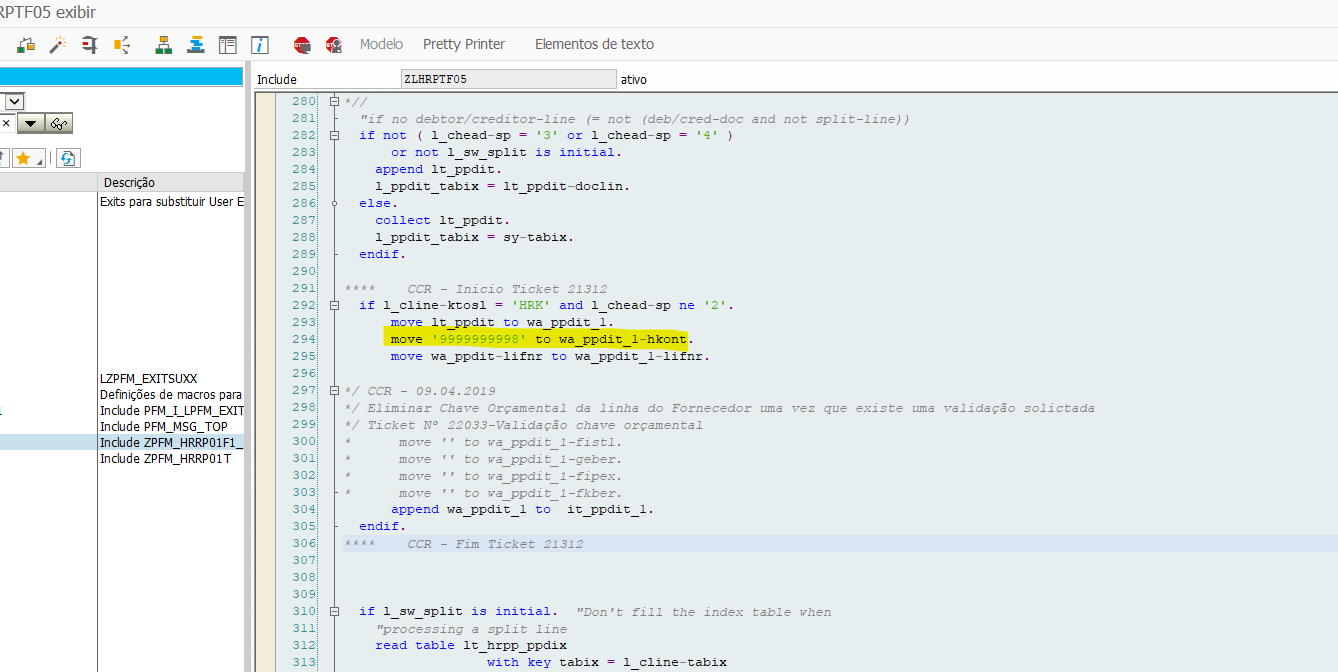 RPTF05 exibir
Modelo Pretty Printer Elementos de texto
Include ZLHRPTF05 ativo
Descrição
Exits para substituir User E
LZPFM_EXITSUXX
Definições de macros para
Include PFM_I_LPFM_EXIT
Include PFM_MSG_TOP
Include ZPFM_HRRP01F1_
Include ZPFM_HRRP01T
280 *//
281 "if no debtor/creditor-line (= not (deb/cred-doc and not split-line))
282 if not ( l_chead-sp = '3' or l_chead-sp = '4' )
283 or not l_sw_split is initial.
284 append lt_ppdit.
285 l_ppdit_tabix = lt_ppdit-doclin.
286 else.
287 collect lt_ppdit.
288 l_ppdit_tabix = sy-tabix.
289 endif.
290
291 **** CCR - Inicio Ticket 21312
292 if l_cline-ktosl = 'HRK' and l_chead-sp ne '2'.
293 move lt_ppdit to wa_ppdit_l.
294 move '9999999998' to wa_ppdit_l-hkont.
295 move wa_ppdit-lifnr to wa_ppdit_l-lifnr.
296
297 */ CCR - 09.04.2019
298 */ Eliminar Chave Orçamental da linha do Fornecedor uma vez que existe uma validação solictada
299 */ Ticket Nº 22033-Validação chave orçamental
300 * move '' to wa_ppdit_l-fistl.
301 * move '' to wa_ppdit_l-geber.
302 * move '' to wa_ppdit_l-fipex.
303 * move '' to wa_ppdit_l-fkber.
304 append wa_ppdit_l to it_ppdit_l.
305 endif.
306 **** CCR - Fim Ticket 21312
307
308
309
310 if l_sw_split is initial. "Don't fill the index table when
311 "processing a split line
312 read table lt_hrpp_ppdix
313 with key tabix = l_cline-tabix